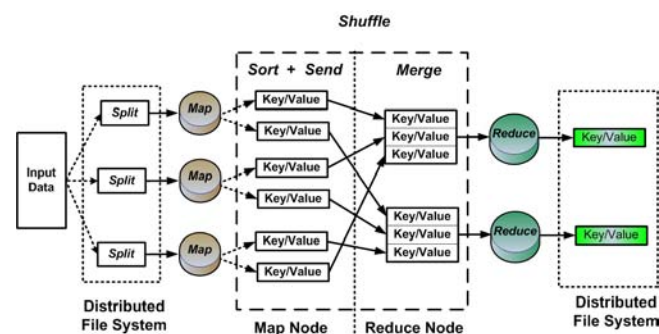 Shuffle
Sort + Send
Merge
Input
Data
Split
Split
Split
Map
Map
Map
Key/Value
Key/Value
Key/Value
Key/Value
Key/Value
Key/Value
Key/Value
Key/Value
Key/Value
Key/Value
Key/Value
Key/Value
Reduce
Reduce
Key/Value
Key/Value
Distributed
File System
Map Node
Reduce Node
Distributed
File System